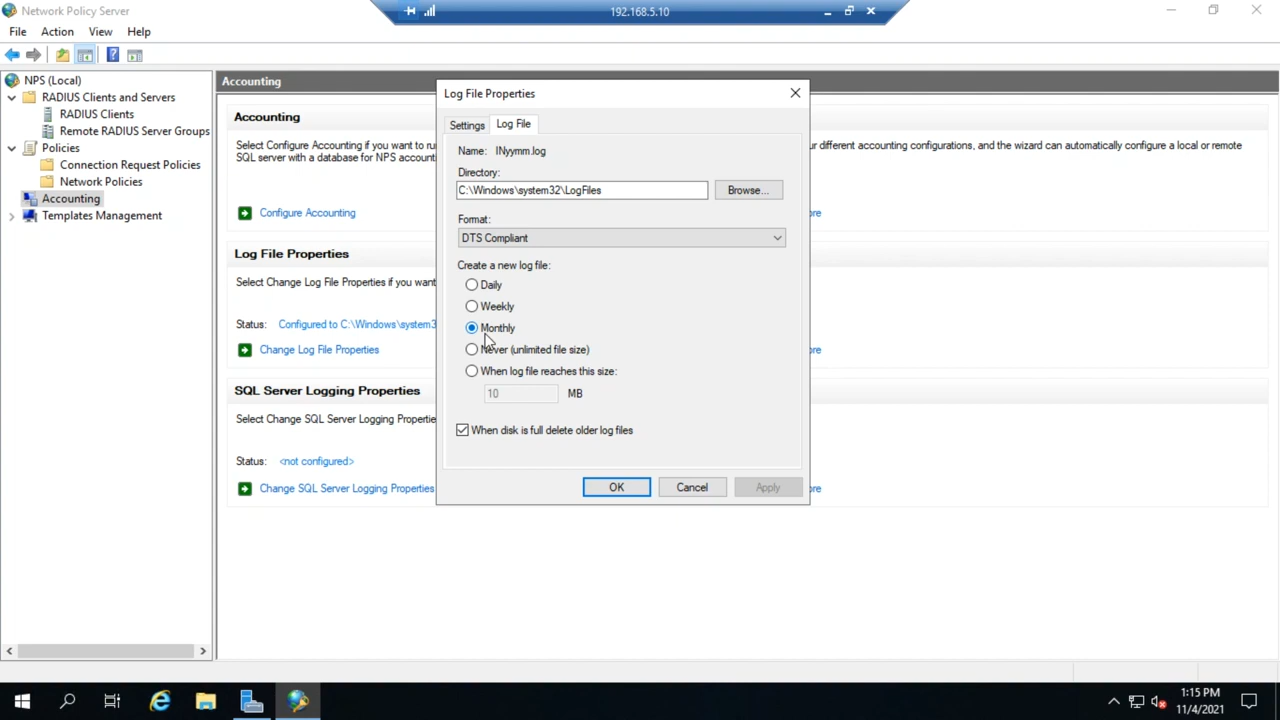 Network Policy Server
192.168.5.10
File Action View Help
NPS (Local)
RADIUS Clients and Servers
RADIUS Clients
Remote RADIUS Server Groups
Policies
Connection Request Policies
Network Policies
Accounting
Templates Management
Accounting
Accounting
Select Configure Accounting if you want to ru
SQL server with a database for NPS accounti
ur different accounting configurations, and the wizard can automatically configure a local or remote
Configure Accounting
ore
Log File Properties
Select Change Log File Properties if you want
Status: Configured to C:\Windows\system3
Change Log File Properties
ore
SQL Server Logging Properties
Select Change SQL Server Logging Propertie
Status: <not configured>
Change SQL Server Logging Properties
ore
Log File Properties
Settings Log File
Name: INyymm.log
Directory:
C:\Windows\system32\LogFiles
Browse...
Format:
DTS Compliant
Create a new log file:
Daily
Weekly
Monthly
Never (unlimited file size)
When log file reaches this size:
10 MB
When disk is full delete older log files
OK Cancel Apply
1:15 PM
11/4/2021